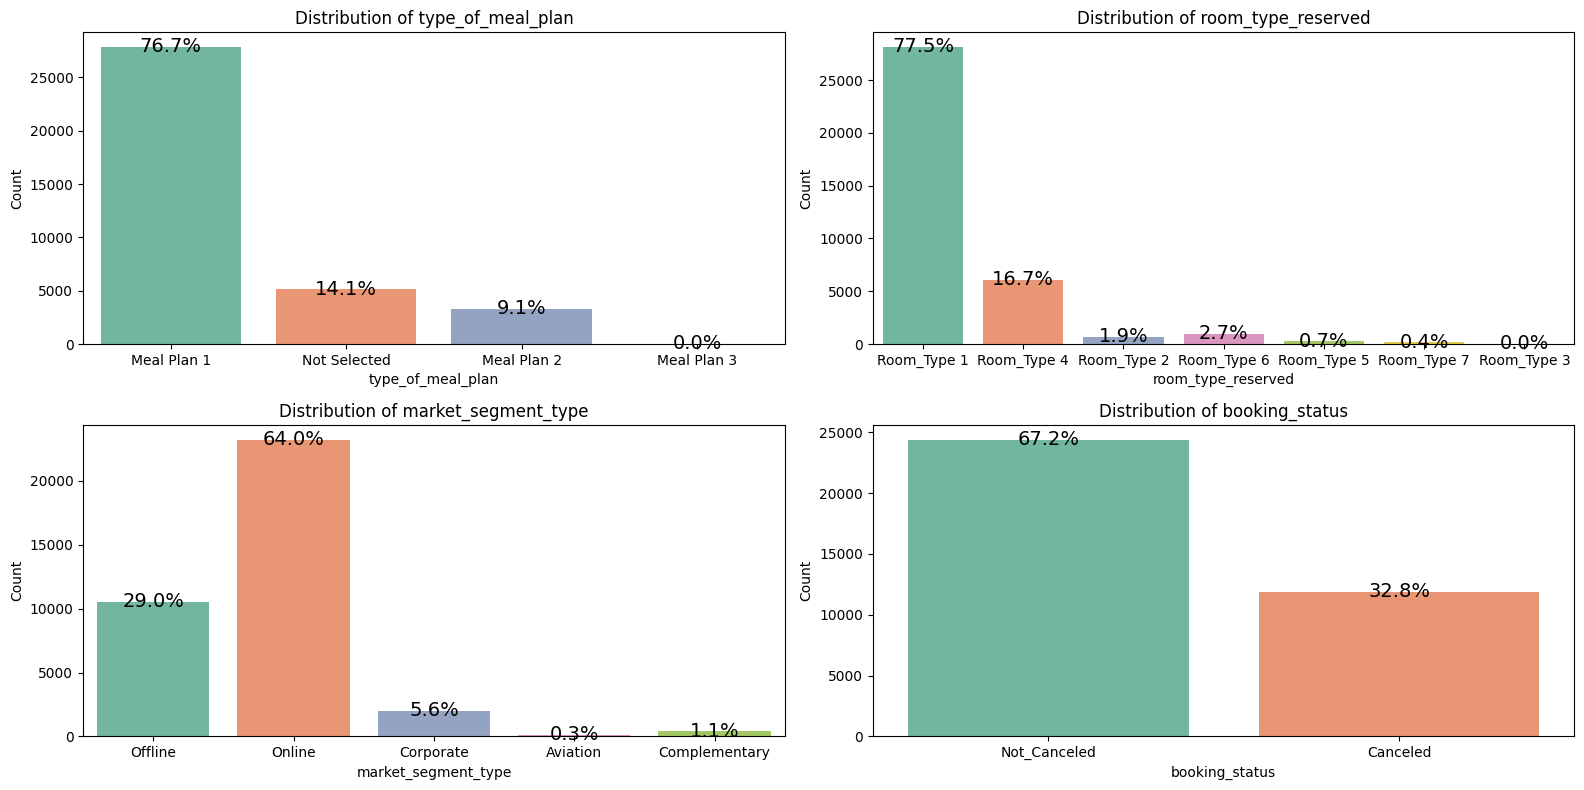 Distribution of type_of_meal_plan
Count
25000
20000
15000
10000
5000
0
76.7%
14.1%
9.1%
0.0%
Meal Plan 1 Not Selected Meal Plan 2 Meal Plan 3
type_of_meal_plan
Distribution of room_type_reserved
Count
25000
20000
15000
10000
5000
0
77.5%
16.7%
1.9%
2.7%
0.7%
0.4%
0.0%
Room_Type 1 Room_Type 4 Room_Type 2 Room_Type 6 Room_Type 5 Room_Type 7 Room_Type 3
room_type_reserved
Distribution of market_segment_type
Count
20000
15000
10000
5000
0
29.0%
64.0%
5.6%
0.3%
1.1%
Offline Online Corporate Aviation Complementary
market_segment_type
Distribution of booking_status
Count
25000
20000
15000
10000
5000
0
67.2%
32.8%
Not_Canceled Canceled
booking_status